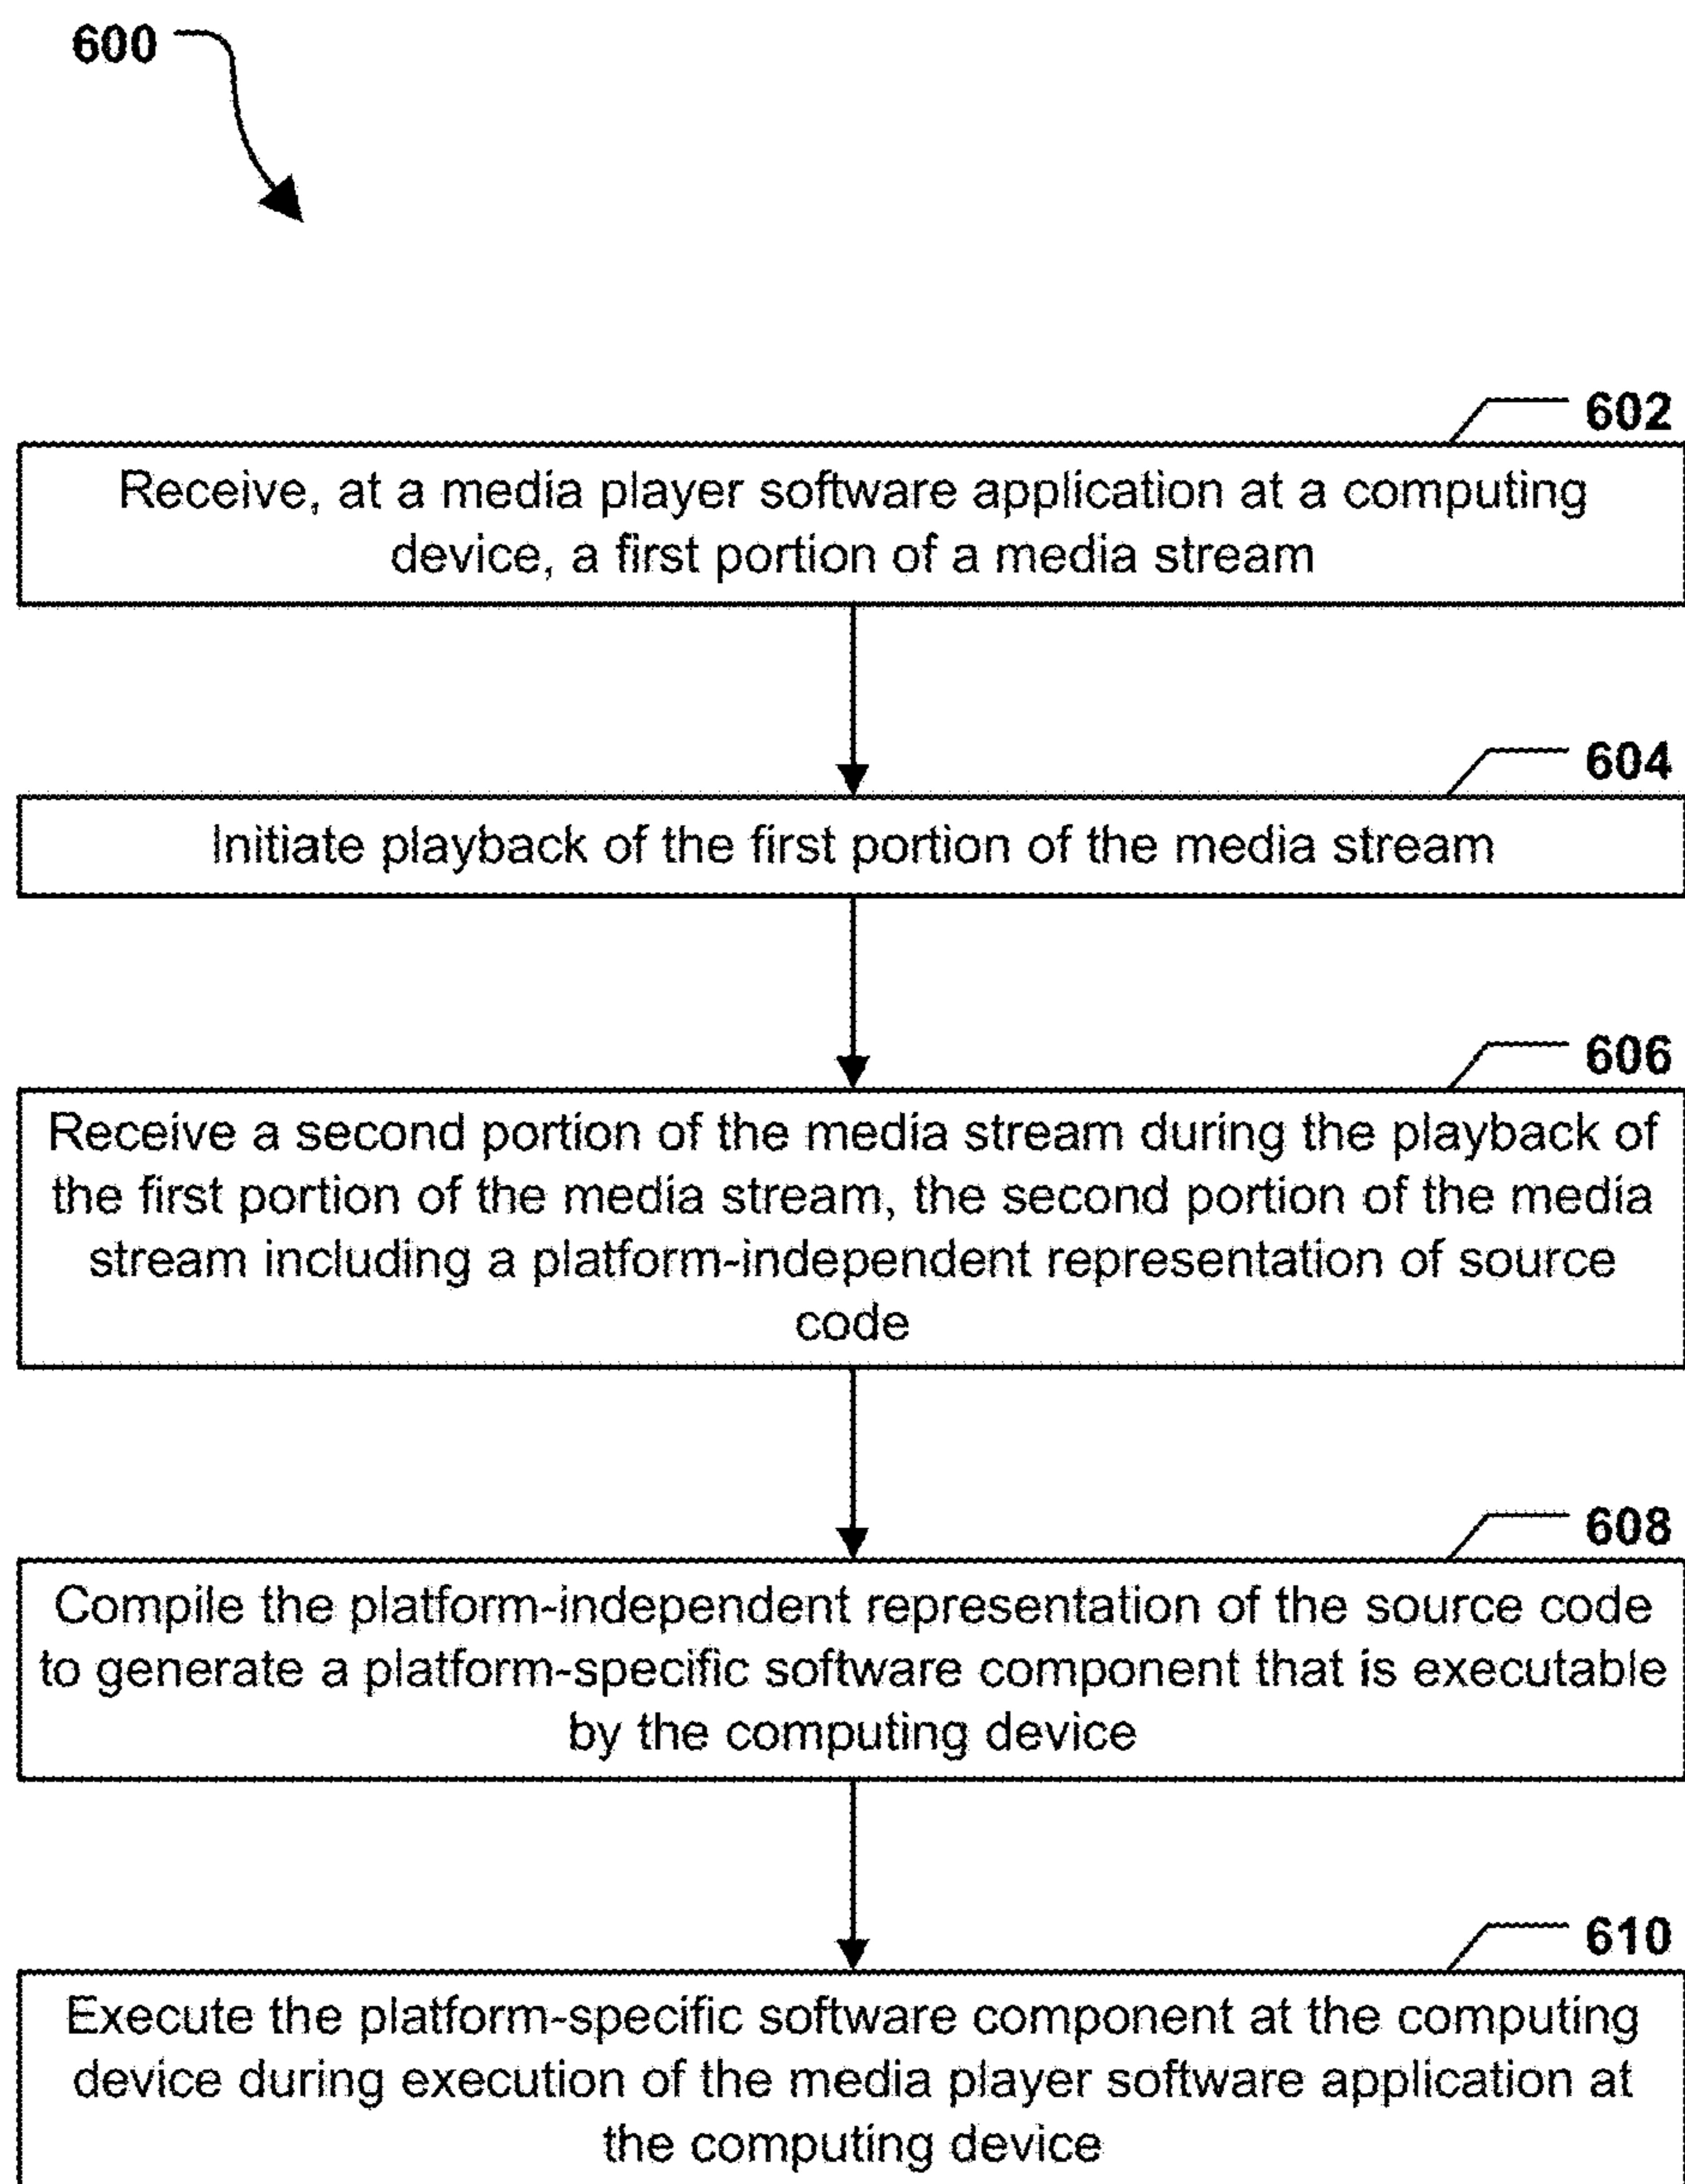 600
602
Receive, at a media player software application at a computing
device, a first portion of a media stream
604
Initiate playback of the first portion of the media stream
606
Receive a second portion of the media stream during the playback of
the first portion of the media stream, the second portion of the media
stream including a platform-independent representation of source
code
608
Compile the platform-independent representation of the source code
to generate a platform-specific software component that is executable
by the computing device
610
Execute the platform-specific software component at the computing
device during execution of the media player software application at
the computing device